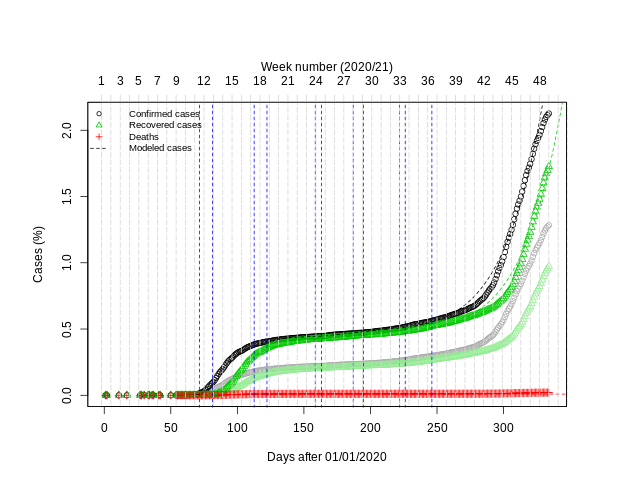 Week number (2020/21)
1 3 5 7 9 12 15 18 21 24 27 30 33 36 39 42 45 48
Confirmed cases
Recovered cases
Deaths
Modeled cases
Cases (%)
2.0
1.5
1.0
0.5
0.0
0 50 100 150 200 250 300
Days after 01/01/2020